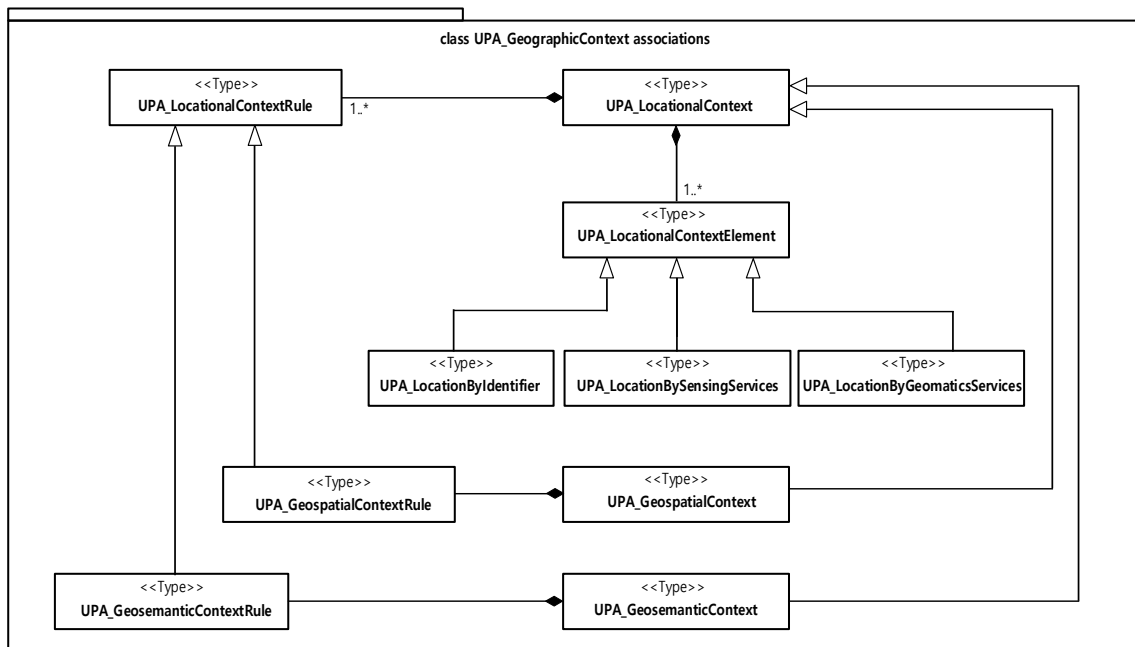 class UPA_GeographicContext associations
<<Type>>
UPA_LocationalContextRule
1..*
<<Type>>
UPA_LocationalContext
1..*
<<Type>>
UPA_LocationalContextElement
<<Type>>
UPA_LocationByIdentifier
<<Type>>
UPA_LocationBySensingServices
<<Type>>
UPA_LocationByGeomaticsServices
<<Type>>
UPA_GeospatialContextRule
<<Type>>
UPA_GeospatialContext
<<Type>>
UPA_GeosemanticContextRule
<<Type>>
UPA_GeosemanticContext